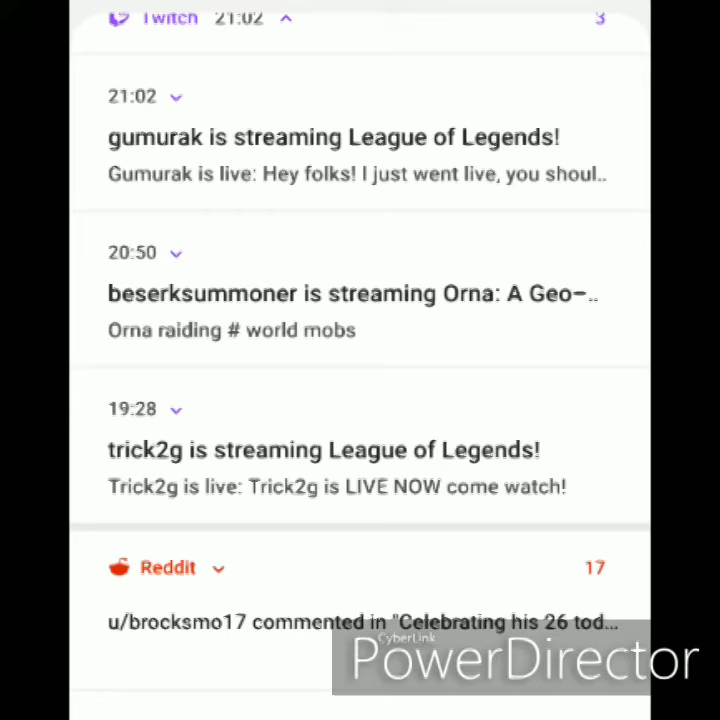 Twitch 21:02 3
21:02
gumurak is streaming League of Legends!
Gumurak is live: Hey folks! I just went live, you shoul..
20:50
beserksummoner is streaming Orna: A Geo-..
Orna raiding # world mobs
19:28
trick2g is streaming League of Legends!
Trick2g is live: Trick2g is LIVE NOW come watch!
Reddit 17
u/brocksmo17 commented in "Celebrating his 26 tod...
CyberLink
PowerDirector